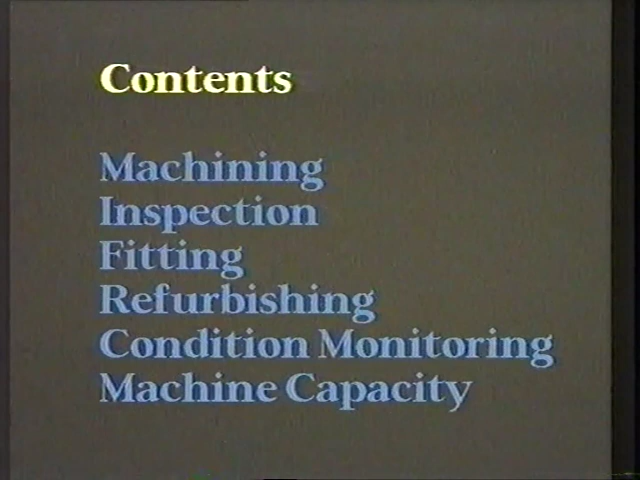 Contents
Machining
Inspection
Fitting
Refurbishing
Condition Monitoring
Machine Capacity